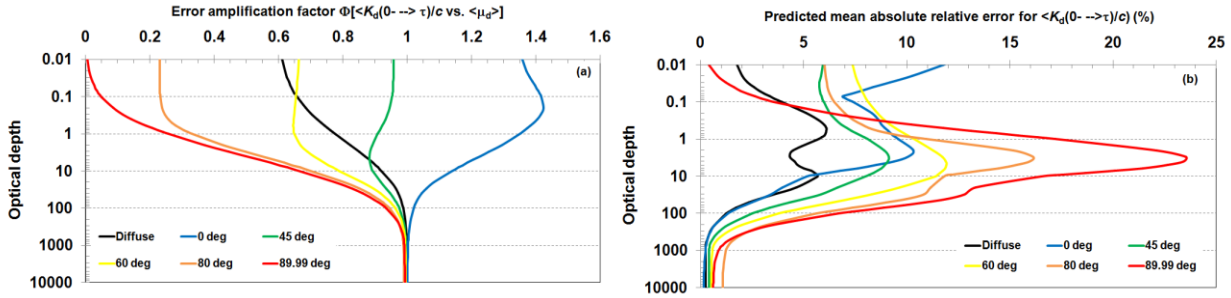 Error amplification factor Φ[<Kd(0- --> τ)/c vs. <μd>]
0 0.2 0.4 0.6 0.8 1 1.2 1.4 1.6
0.01
0.1
1
10
100
1000
10000
Optical depth
(a)
Diffuse 0 deg 45 deg
60 deg 80 deg 89.99 deg
Predicted mean absolute relative error for <Kd(0- -->τ)/c) (%)
0 5 10 15 20 25
0.01
0.1
1
10
100
1000
10000
Optical depth
(b)
Diffuse 0 deg 45 deg
60 deg 80 deg 89.99 deg